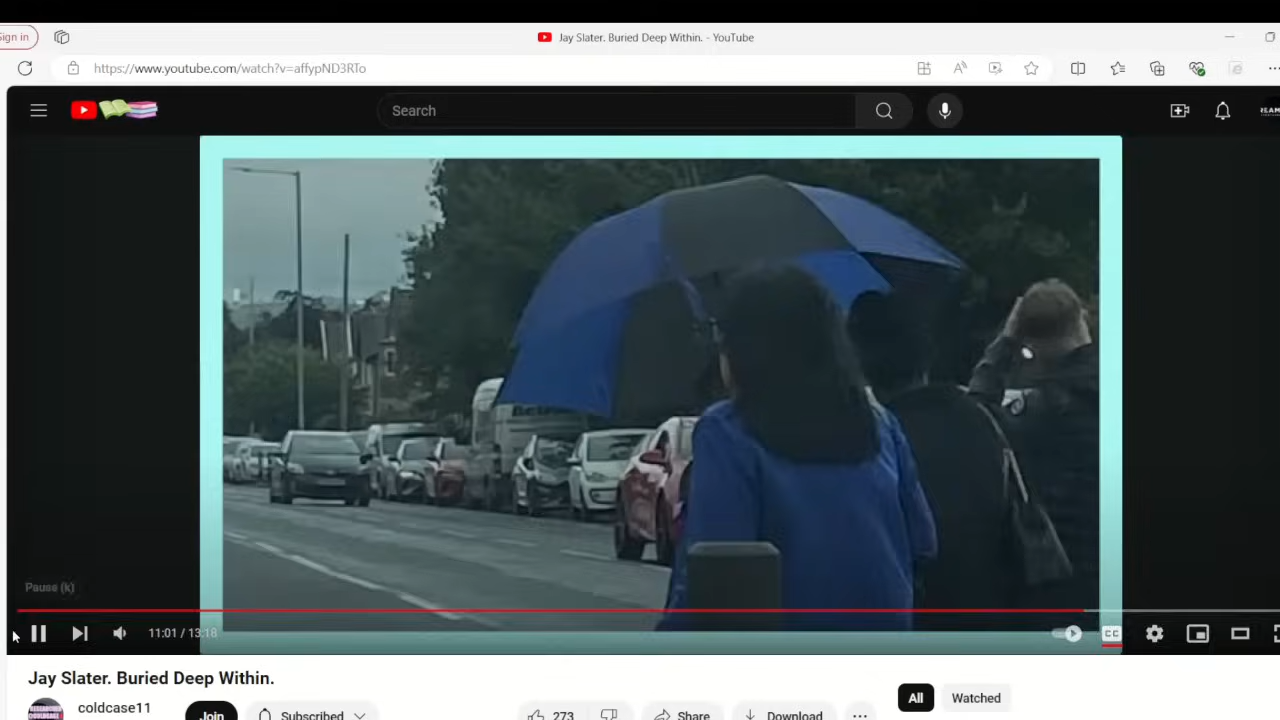 Sign in
Jay Slater. Buried Deep Within. - YouTube
https://www.youtube.com/watch?v=affypND3RTo
Search
Pause (k)
11:01 / 13:18
CC
Jay Slater. Buried Deep Within.
coldcase11
Join
Subscribed
273
Share
Download
All
Watched